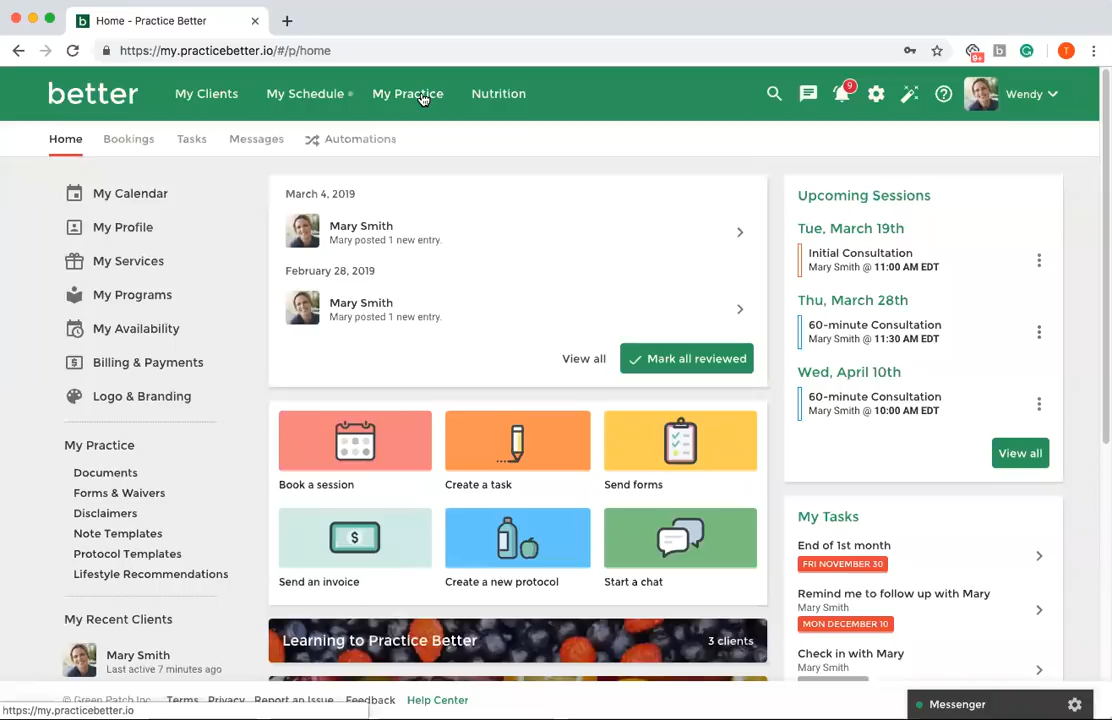 b Home - Practice Better
https://my.practicebetter.io/#/p/home
9+
b
T
better
My Clients
My Schedule
My Practice
Nutrition
9
Wendy
Home
Bookings
Tasks
Messages
Automations
My Calendar
My Profile
My Services
My Programs
My Availability
Billing & Payments
Logo & Branding
My Practice
Documents
Forms & Waivers
Disclaimers
Note Templates
Protocol Templates
Lifestyle Recommendations
My Recent Clients
Mary Smith
Last active 7 minutes ago
March 4, 2019
Mary Smith
Mary posted 1 new entry.
February 28, 2019
Mary Smith
Mary posted 1 new entry.
View all
Mark all reviewed
Book a session
Create a task
Send forms
$
Send an invoice
Create a new protocol
Start a chat
Learning to Practice Better
3 clients
Upcoming Sessions
Tue, March 19th
Initial Consultation
Mary Smith @ 11:00 AM EDT
Thu, March 28th
60-minute Consultation
Mary Smith @ 11:30 AM EDT
Wed, April 10th
60-minute Consultation
Mary Smith @ 10:00 AM EDT
View all
My Tasks
End of 1st month
FRI NOVEMBER 30
Remind me to follow up with Mary
Mary Smith
MON DECEMBER 10
Check in with Mary
Mary Smith
© Green Patch Inc.
Terms
Privacy
Report an Issue
Feedback
Help Center
https://my.practicebetter.io
Messenger